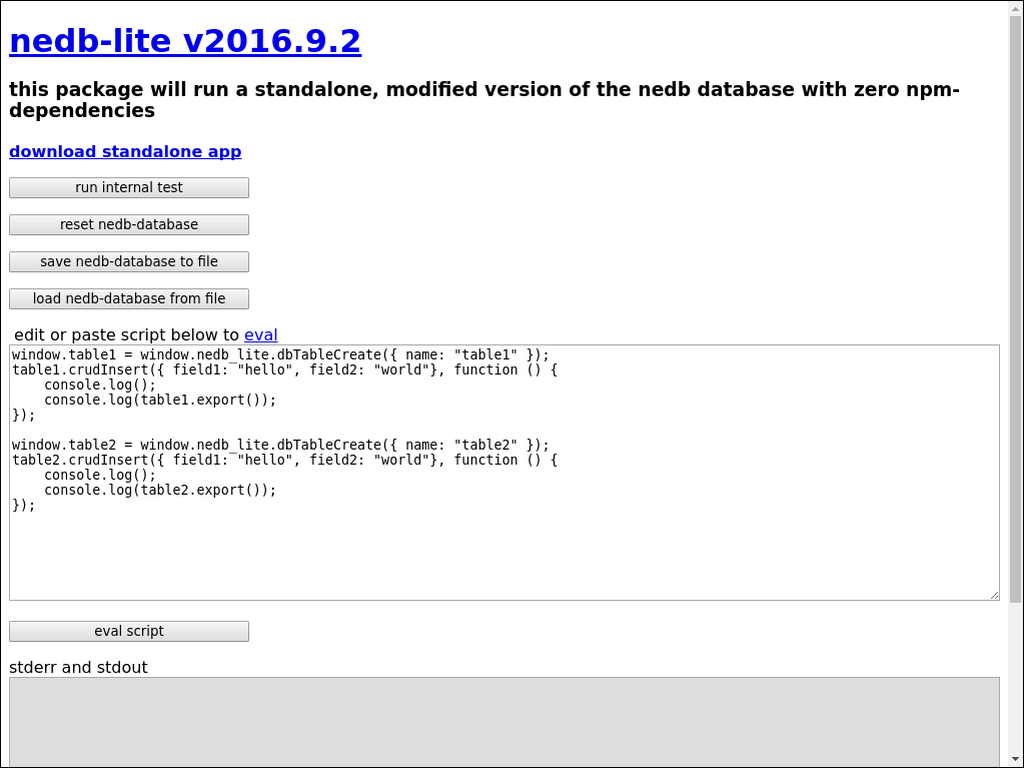 nedb-lite v2016.9.2
this package will run a standalone, modified version of the nedb database with zero npm-
dependencies
download standalone app
run internal test
reset nedb-database
save nedb-database to file
load nedb-database from file
edit or paste script below to eval
window.table1 = window.nedb_lite.dbTableCreate({ name: "table1" });
table1.crudInsert({ field1: "hello", field2: "world"}, function () {
    console.log();
    console.log(table1.export());
});

window.table2 = window.nedb_lite.dbTableCreate({ name: "table2" });
table2.crudInsert({ field1: "hello", field2: "world"}, function () {
    console.log();
    console.log(table2.export());
});
eval script
stderr and stdout